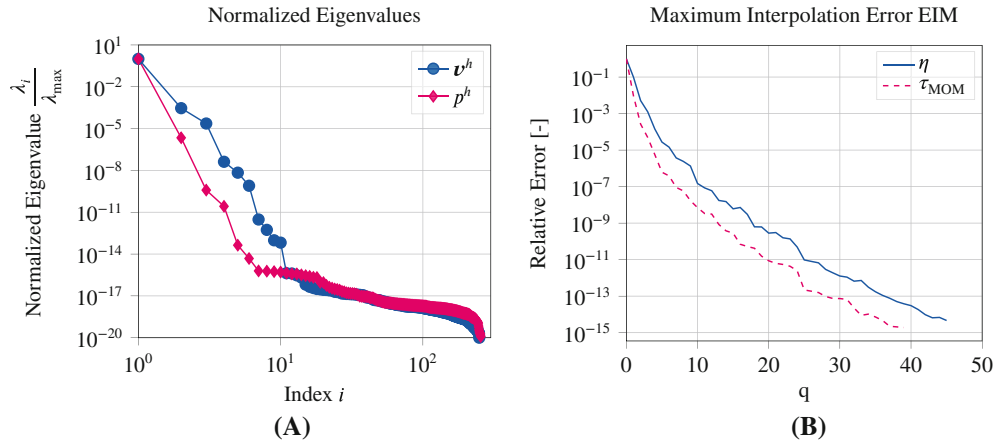 Normalized Eigenvalues
Normalized Eigenvalue λ_i / λ_max
10^1
10^-2
10^-5
10^-8
10^-11
10^-14
10^-17
10^-20
v^h
p^h
10^0
10^1
10^2
Index i
(A)
Maximum Interpolation Error EIM
Relative Error [-]
10^-1
10^-3
10^-5
10^-7
10^-9
10^-11
10^-13
10^-15
η
τ_MOM
0 10 20 30 40 50
q
(B)